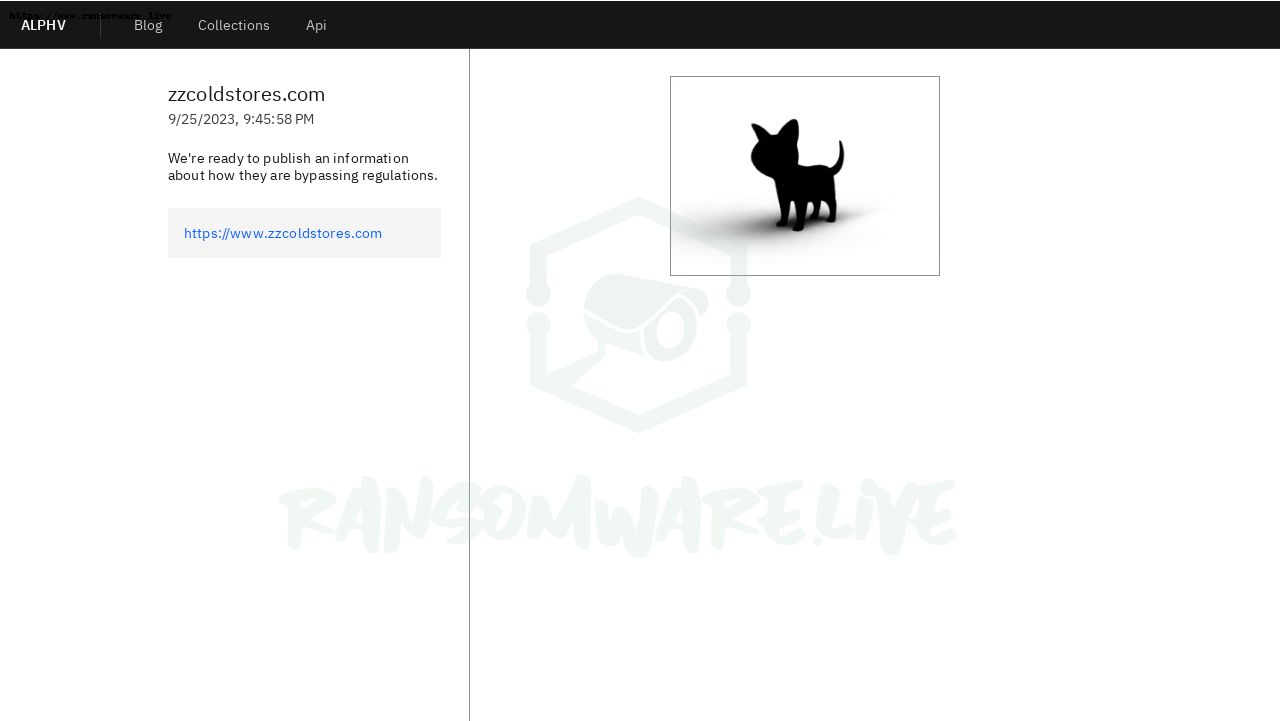 https://www.ransomware.live
ALPHV
Blog
Collections
Api
zzcoldstores.com
9/25/2023, 9:45:58 PM
We're ready to publish an information
about how they are bypassing regulations.
https://www.zzcoldstores.com
RANSOMWARE.LIVE